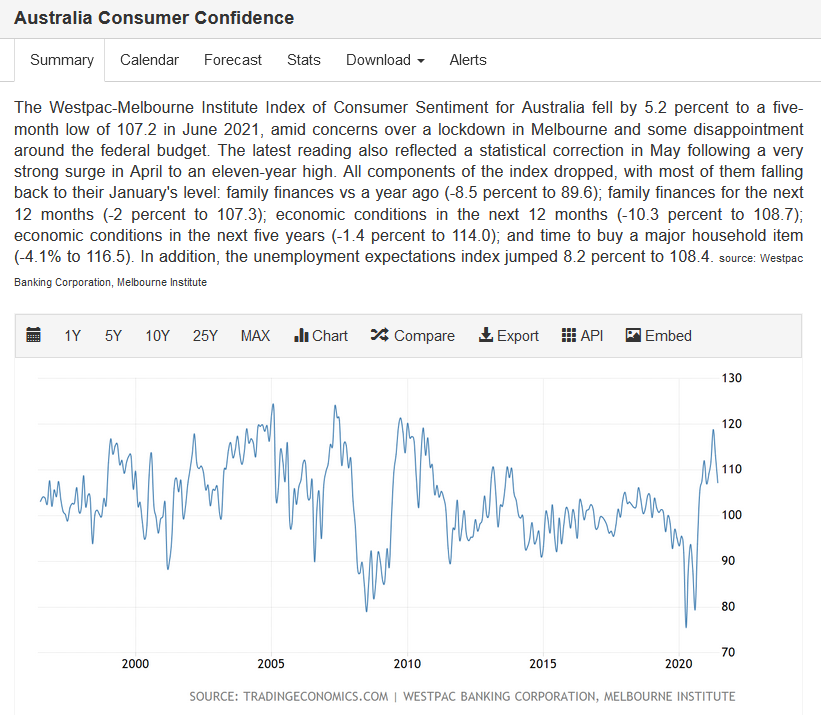 Australia Consumer Confidence
Summary Calendar Forecast Stats Download Alerts
The Westpac-Melbourne Institute Index of Consumer Sentiment for Australia fell by 5.2 percent to a five-
month low of 107.2 in June 2021, amid concerns over a lockdown in Melbourne and some disappointment
around the federal budget. The latest reading also reflected a statistical correction in May following a very
strong surge in April to an eleven-year high. All components of the index dropped, with most of them falling
back to their January's level: family finances vs a year ago (-8.5 percent to 89.6); family finances for the next
12 months (-2 percent to 107.3); economic conditions in the next 12 months (-10.3 percent to 108.7);
economic conditions in the next five years (-1.4 percent to 114.0); and time to buy a major household item
(-4.1% to 116.5). In addition, the unemployment expectations index jumped 8.2 percent to 108.4. source: Westpac
Banking Corporation, Melbourne Institute
1Y 5Y 10Y 25Y MAX Chart Compare Export API Embed
130
120
110
100
90
80
70
2000 2005 2010 2015 2020
SOURCE: TRADINGECONOMICS.COM | WESTPAC BANKING CORPORATION, MELBOURNE INSTITUTE